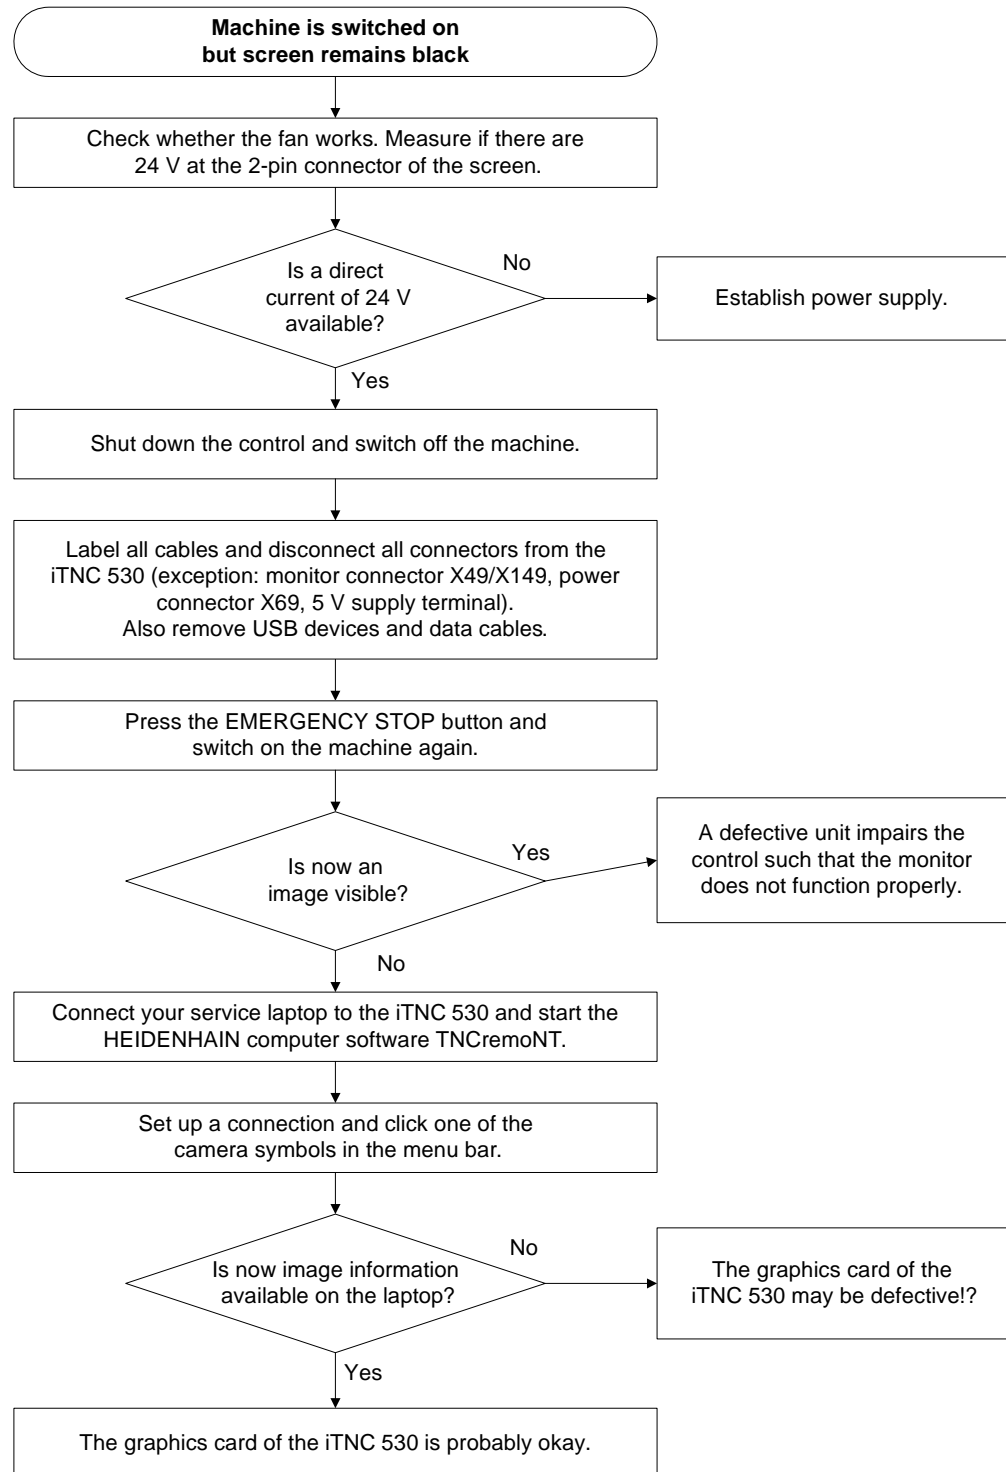 Machine is switched on
but screen remains black
Check whether the fan works. Measure if there are
24 V at the 2-pin connector of the screen.
Is a direct
current of 24 V
available?
No
Establish power supply.
Yes
Shut down the control and switch off the machine.
Label all cables and disconnect all connectors from the
iTNC 530 (exception: monitor connector X49/X149, power
connector X69, 5 V supply terminal).
Also remove USB devices and data cables.
Press the EMERGENCY STOP button and
switch on the machine again.
Is now an
image visible?
Yes
A defective unit impairs the
control such that the monitor
does not function properly.
No
Connect your service laptop to the iTNC 530 and start the
HEIDENHAIN computer software TNCremoNT.
Set up a connection and click one of the
camera symbols in the menu bar.
Is now image information
available on the laptop?
No
The graphics card of the
iTNC 530 may be defective!?
Yes
The graphics card of the iTNC 530 is probably okay.